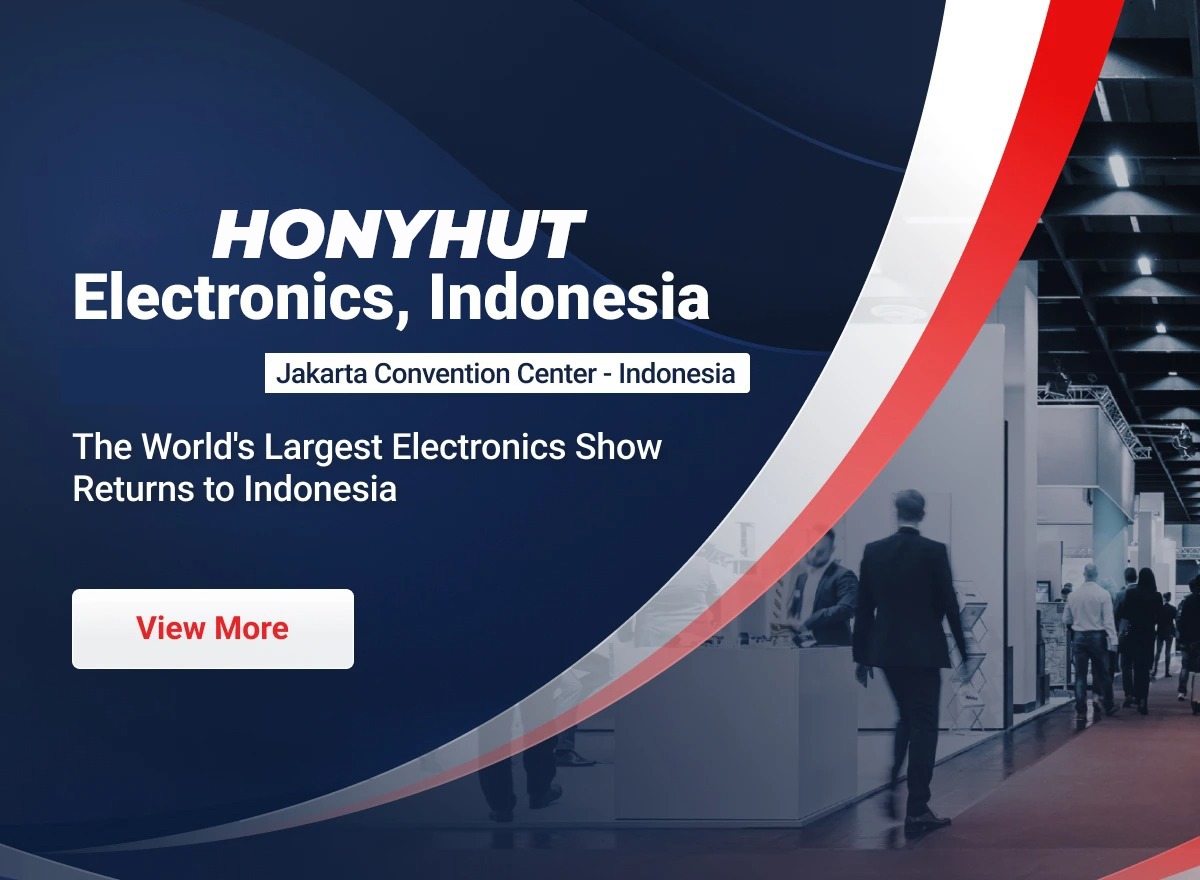 HONYHUT
Electronics, Indonesia
Jakarta Convention Center - Indonesia
The World's Largest Electronics Show
Returns to Indonesia
View More